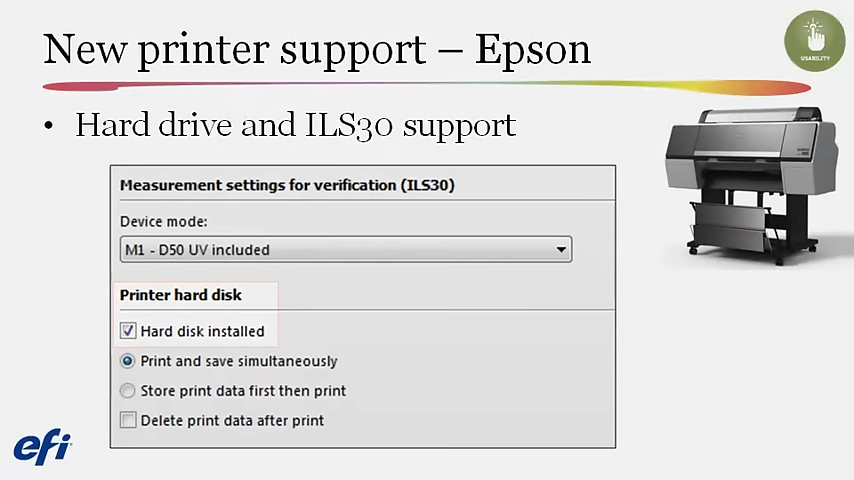 New printer support – Epson
USABILITY
• Hard drive and ILS30 support
Measurement settings for verification (ILS30)
Device mode:
M1 - D50 UV included
Printer hard disk
Hard disk installed
Print and save simultaneously
Store print data first then print
Delete print data after print
efi